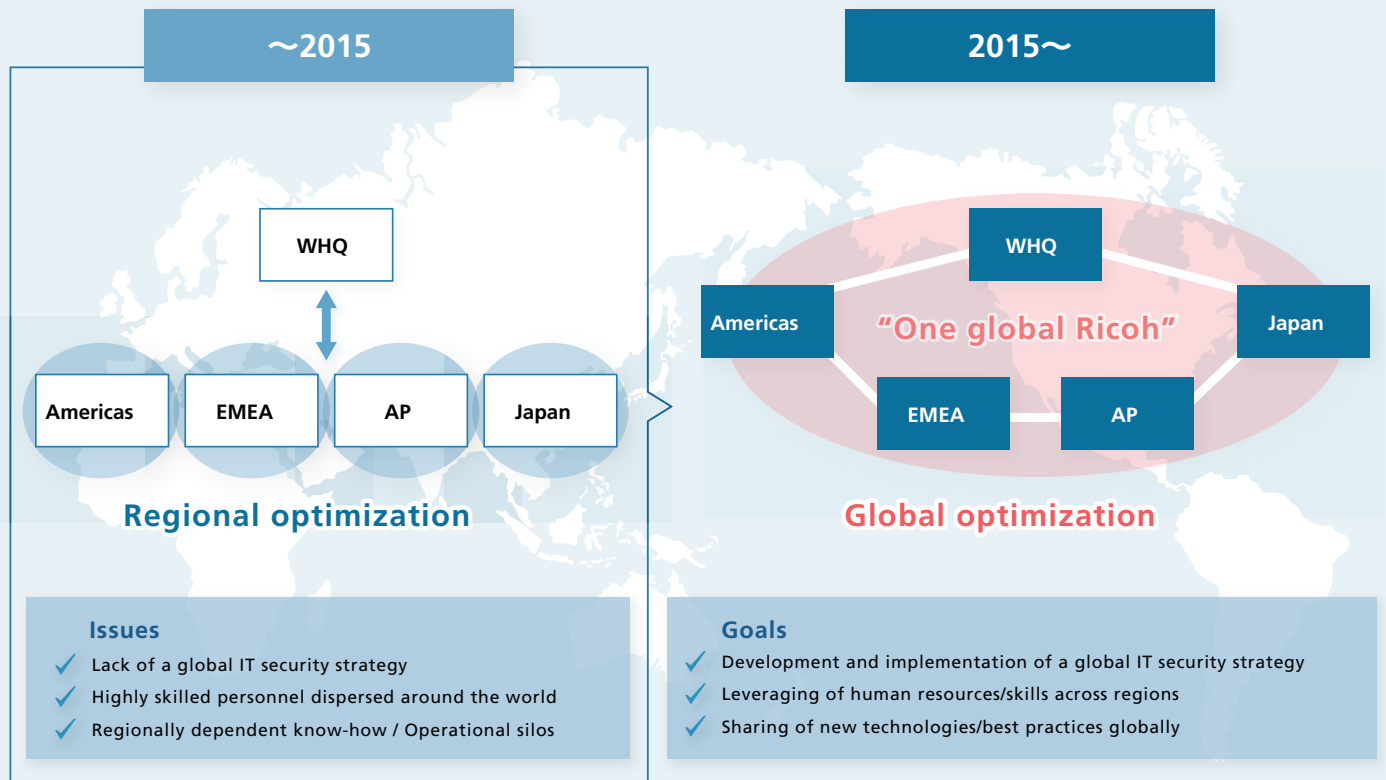 ～2015
WHQ
Americas
EMEA
AP
Japan
Regional optimization
Issues
Lack of a global IT security strategy
Highly skilled personnel dispersed around the world
Regionally dependent know-how / Operational silos
2015～
WHQ
Americas
“One global Ricoh”
Japan
EMEA
AP
Global optimization
Goals
Development and implementation of a global IT security strategy
Leveraging of human resources/skills across regions
Sharing of new technologies/best practices globally